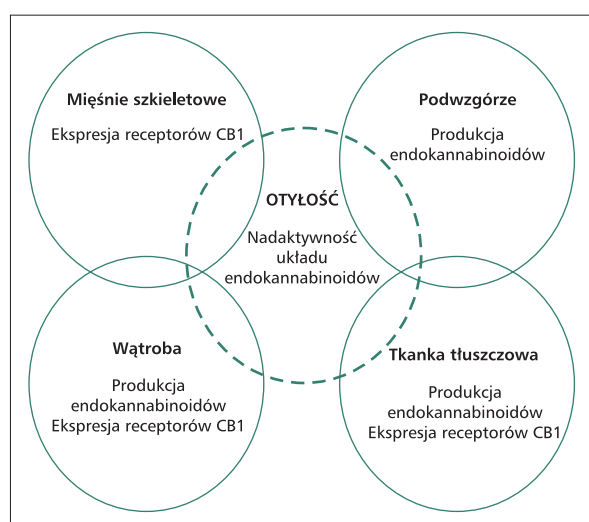 Mięśnie szkieletowe
Ekspresja receptorów CB1
Podwzgórze
Produkcja
endokannabinoidów
OTYŁOŚĆ
Nadaktywność
układu
endokannabinoidów
Wątroba
Produkcja
endokannabinoidów
Ekspresja receptorów CB1
Tkanka tłuszczowa
Produkcja
endokannabinoidów
Ekspresja receptorów CB1